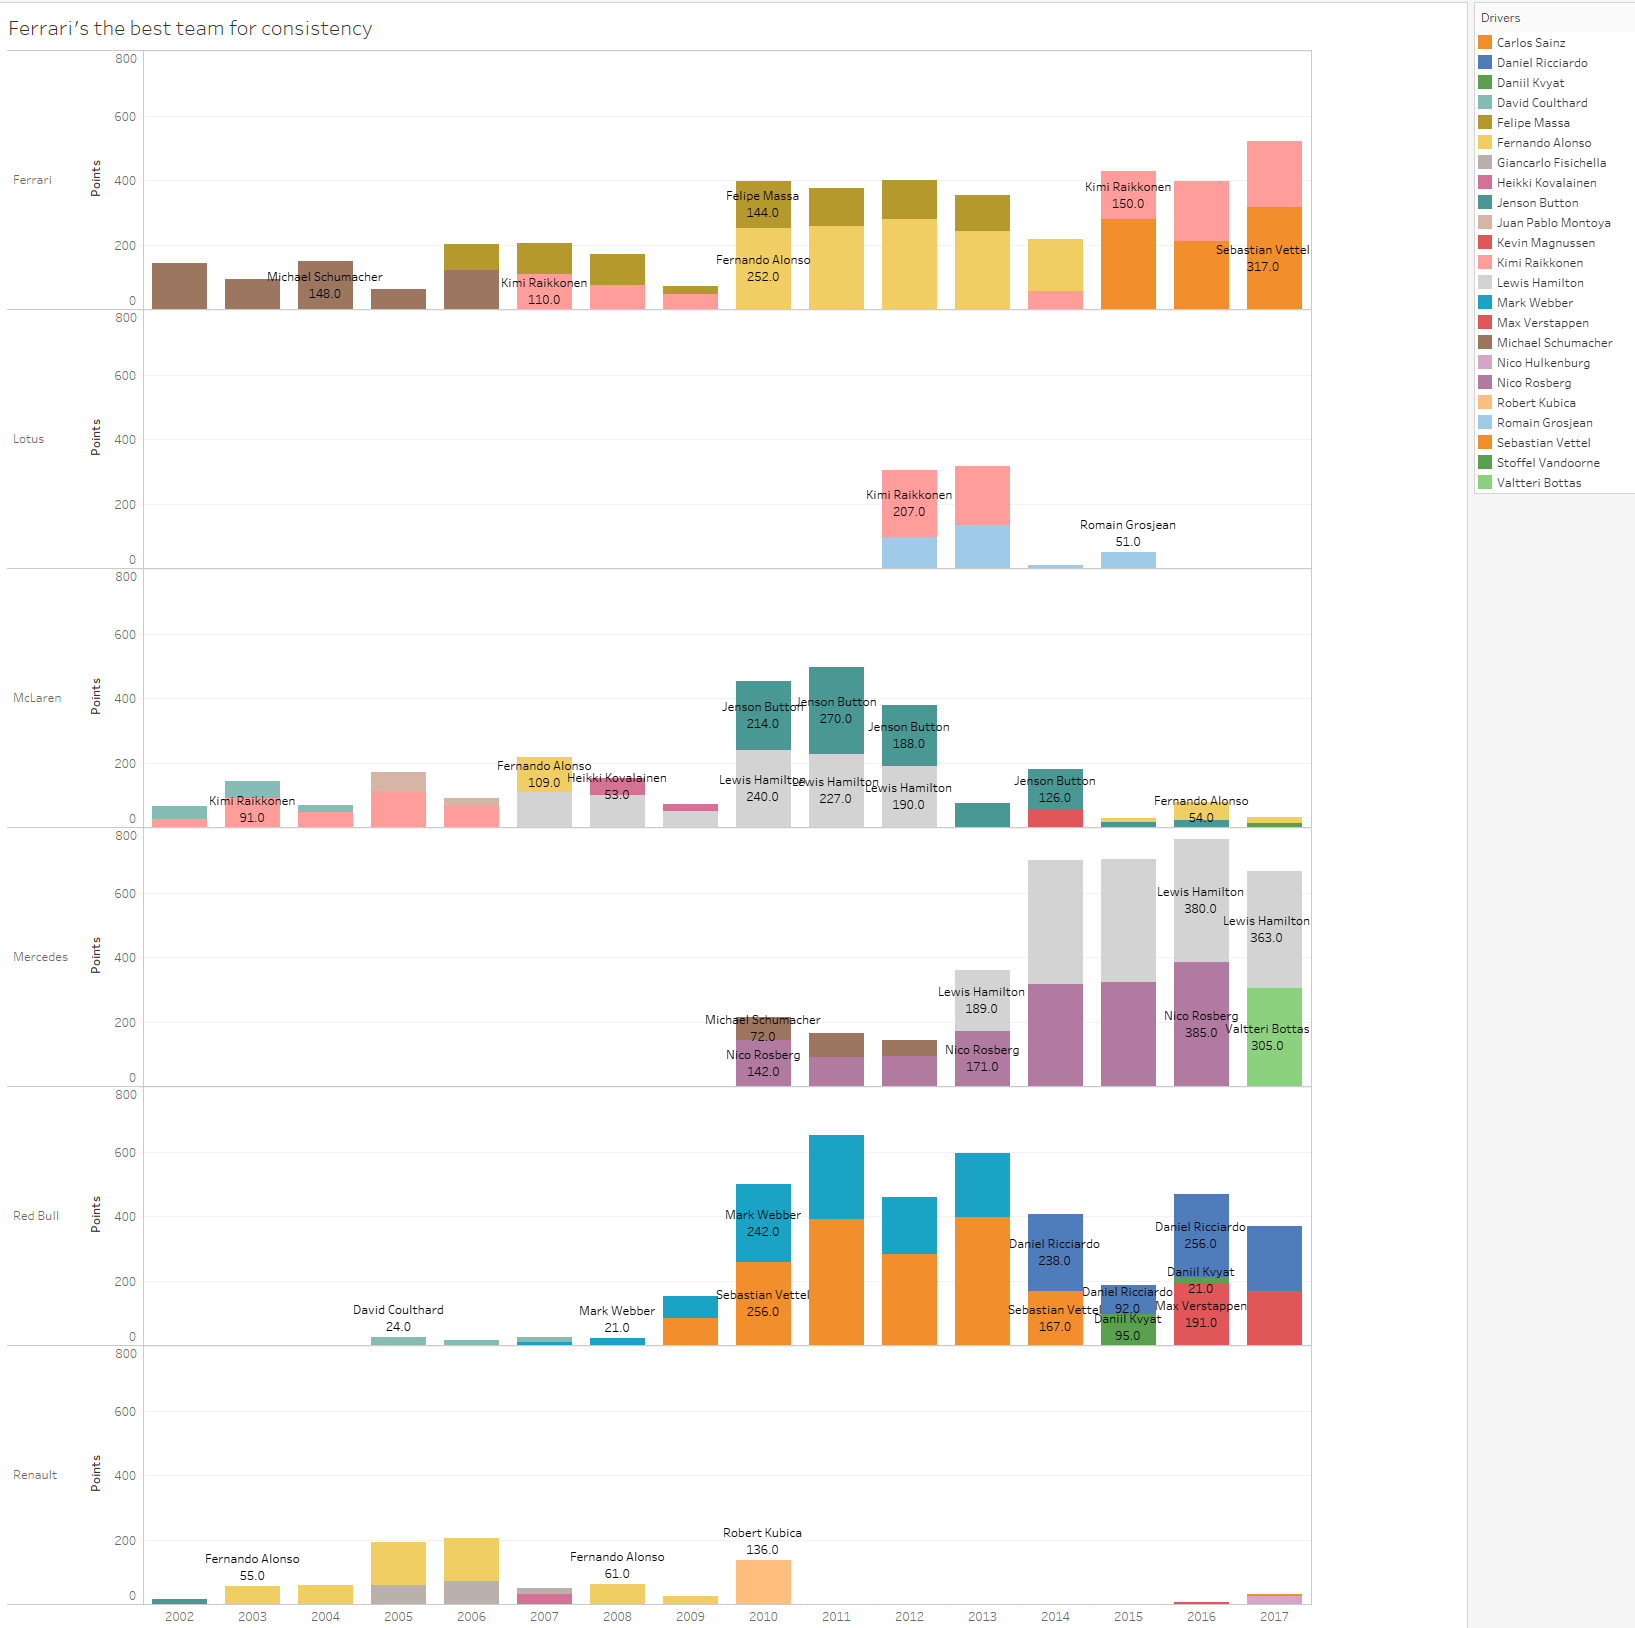 Ferrari's the best team for consistency
Drivers
Carlos Sainz
Daniel Ricciardo
Daniil Kvyat
David Coulthard
Felipe Massa
Fernando Alonso
Giancarlo Fisichella
Heikki Kovalainen
Jenson Button
Juan Pablo Montoya
Kevin Magnussen
Kimi Raikkonen
Lewis Hamilton
Mark Webber
Max Verstappen
Michael Schumacher
Nico Hulkenburg
Nico Rosberg
Robert Kubica
Romain Grosjean
Sebastian Vettel
Stoffel Vandoorne
Valtteri Bottas
Ferrari
Points
800
600
400
200
0
Michael Schumacher
148.0
Kimi Raikkonen
110.0
Felipe Massa
144.0
Fernando Alonso
252.0
Kimi Raikkonen
150.0
Sebastian Vettel
317.0
Lotus
Points
800
600
400
200
0
Kimi Raikkonen
207.0
Romain Grosjean
51.0
McLaren
Points
800
600
400
200
0
Kimi Raikkonen
91.0
Fernando Alonso
109.0
Heikki Kovalainen
53.0
Jenson Button
214.0
Lewis Hamilton
240.0
Jenson Button
270.0
Lewis Hamilton
227.0
Jenson Button
188.0
Lewis Hamilton
190.0
Jenson Button
126.0
Fernando Alonso
54.0
Mercedes
Points
800
600
400
200
0
Michael Schumacher
72.0
Nico Rosberg
142.0
Lewis Hamilton
189.0
Nico Rosberg
171.0
Lewis Hamilton
380.0
Nico Rosberg
385.0
Lewis Hamilton
363.0
Valtteri Bottas
305.0
Red Bull
Points
800
600
400
200
0
David Coulthard
24.0
Mark Webber
21.0
Mark Webber
242.0
Sebastian Vettel
256.0
Daniel Ricciardo
238.0
Sebastian Vettel
167.0
Daniel Ricciardo
92.0
Daniil Kvyat
95.0
Daniel Ricciardo
256.0
Daniil Kvyat
21.0
Max Verstappen
191.0
Renault
Points
800
600
400
200
0
Fernando Alonso
55.0
Fernando Alonso
61.0
Robert Kubica
136.0
2002 2003 2004 2005 2006 2007 2008 2009 2010 2011 2012 2013 2014 2015 2016 2017